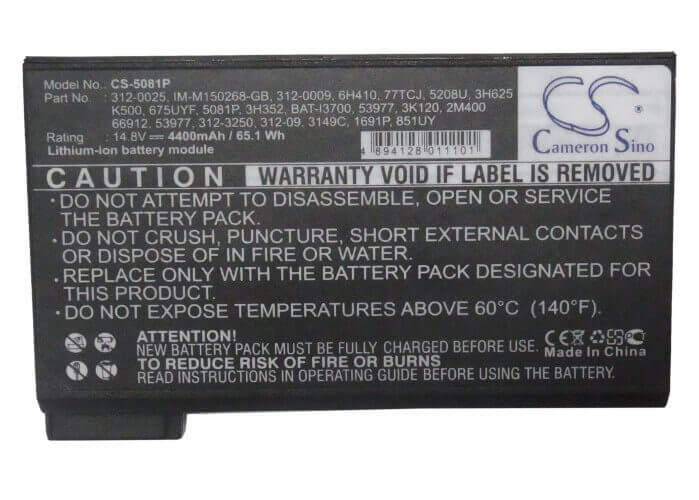 Model No.: CS-5081P
Part No. : 312-0025, IM-M150268-GB, 312-0009, 6H410, 77TCJ, 5208U, 3H625
K500, 675UYF, 5081P, 3H352, BAT-I3700, 53977, 3K120, 2M400
66912, 53977, 312-3250, 312-09, 3149C, 1691P, 851UY
Rating : 14.8V 4400mAh / 65.1 Wh
Lithium-ion battery module
4 894128 011101
CS
Cameron Sino
CAUTION WARRANTY VOID IF LABEL IS REMOVED
•DO NOT ATTEMPT TO DISASSEMBLE, OPEN OR SERVICE
THE BATTERY PACK.
•DO NOT CRUSH, PUNCTURE, SHORT EXTERNAL CONTACTS
OR DISPOSE OF IN FIRE OR WATER.
•REPLACE ONLY WITH THE BATTERY PACK DESIGNATED FOR
THIS PRODUCT.
•DO NOT EXPOSE TEMPERATURES ABOVE 60°C (140°F).
ATTENTION!
NEW BATTERY PACK MUST BE FULLY CHARGED BEFORE USE.
TO REDUCE RISK OF FIRE OR BURNS
READ INSTRUCTIONS IN OPERATING GUIDE BEFORE USING BATTERY
CE
Made In China